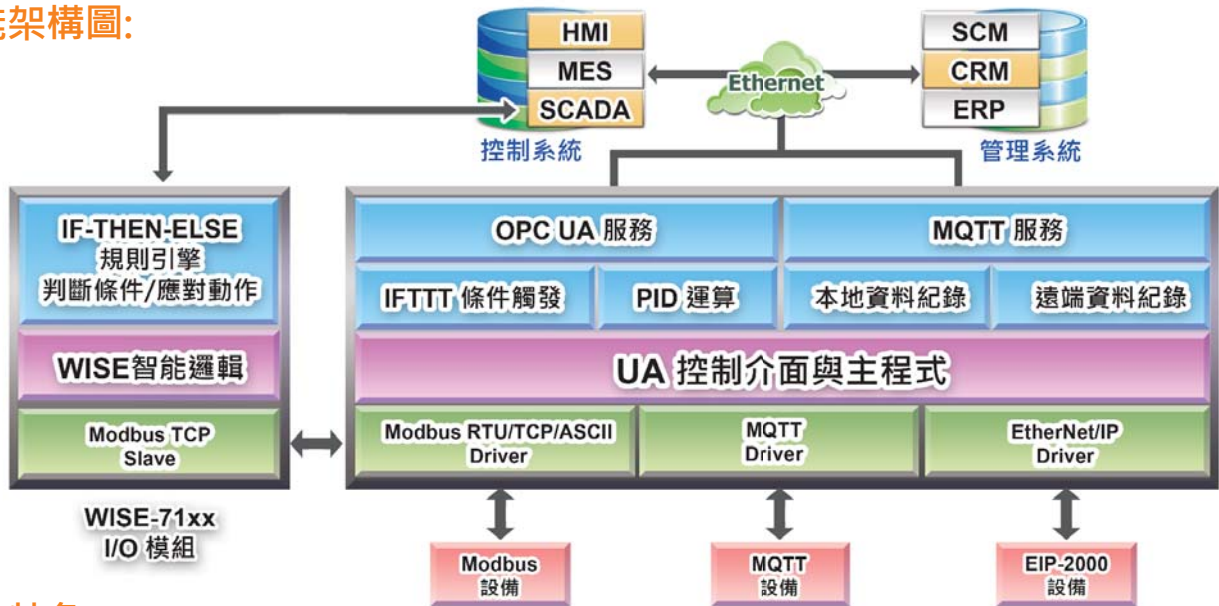 架構圖:
HMI
MES
SCADA
控制系統
Ethernet
SCM
CRM
ERP
管理系統
IF-THEN-ELSE
規則引擎
判斷條件/應對動作
WISE智能邏輯
Modbus TCP
Slave
WISE-71xx
I/O 模組
OPC UA 服務
MQTT 服務
IFTTT 條件觸發
PID 運算
本地資料紀錄
遠端資料紀錄
UA 控制介面與主程式
Modbus RTU/TCP/ASCII
Driver
MQTT
Driver
EtherNet/IP
Driver
Modbus
設備
MQTT
設備
EIP-2000
設備